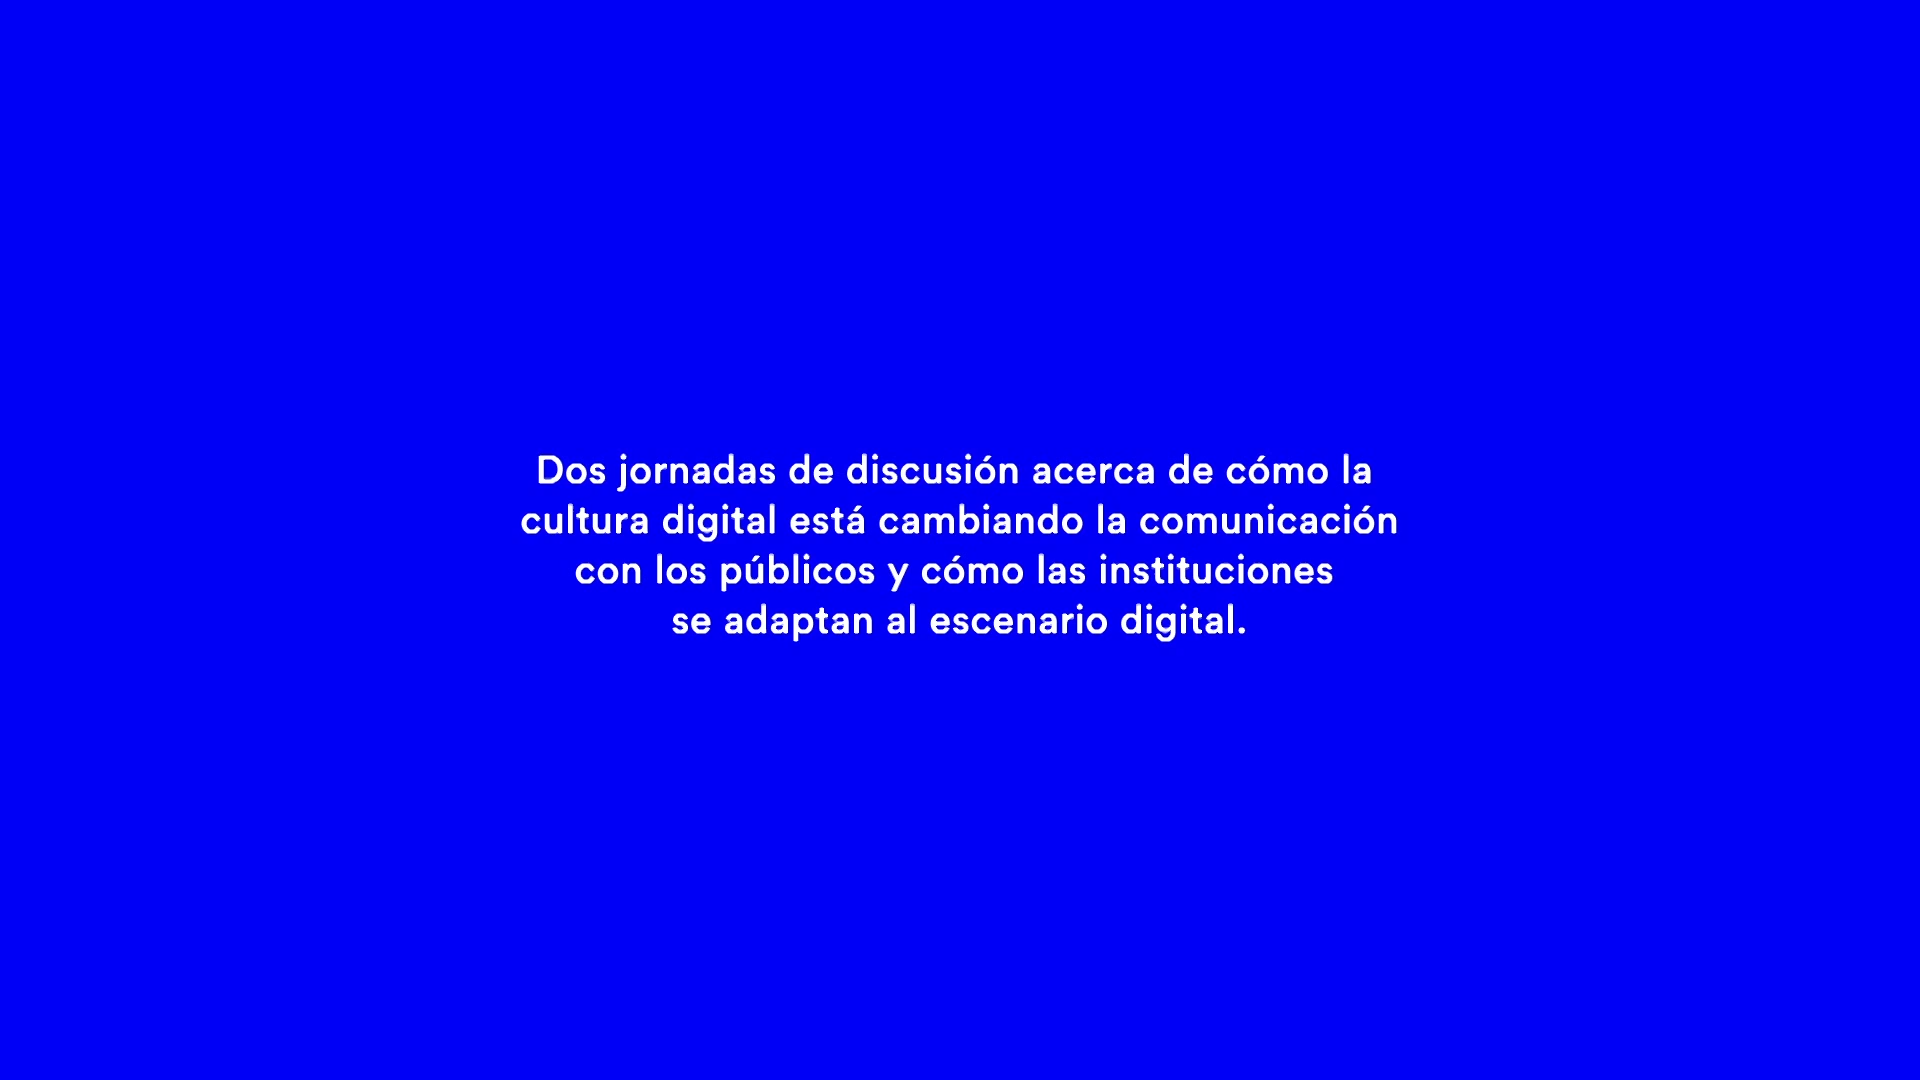 Dos jornadas de discusión acerca de cómo la
cultura digital está cambiando la comunicación
con los públicos y cómo las instituciones
se adaptan al escenario digital.